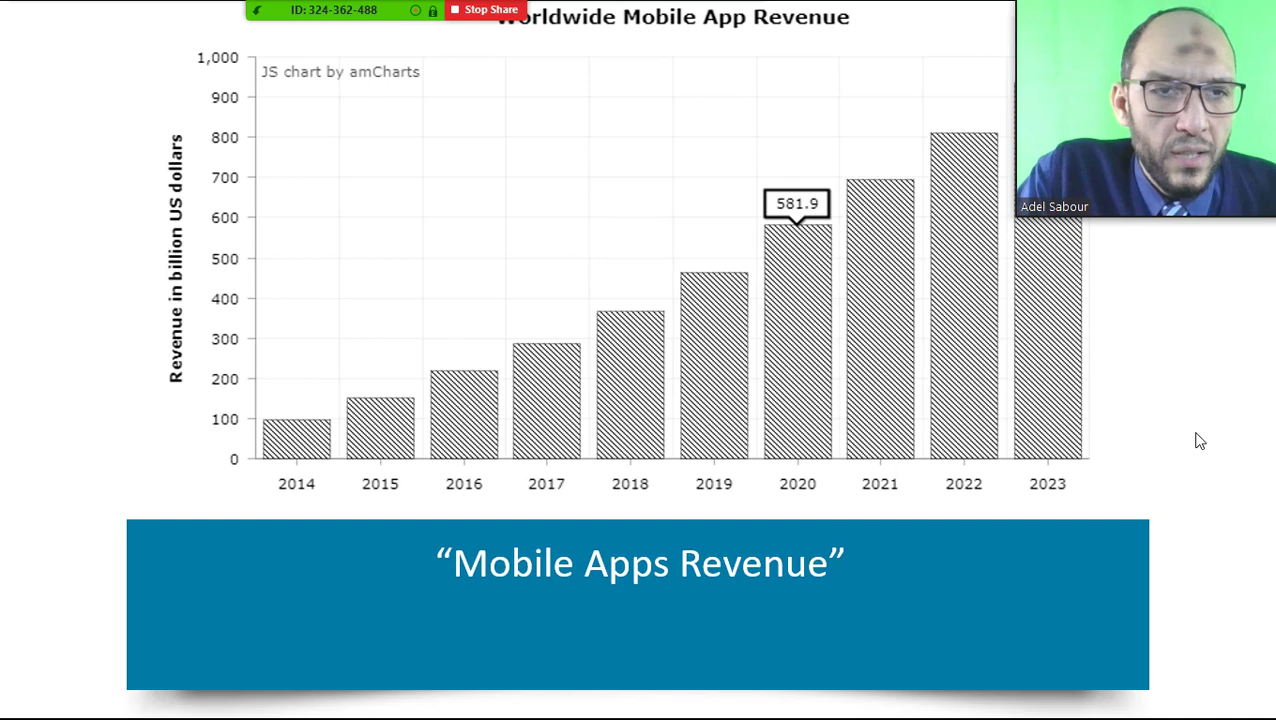 ID: 324-362-488
Stop Share
Worldwide Mobile App Revenue
JS chart by amCharts
Revenue in billion US dollars
1,000
900
800
700
600
500
400
300
200
100
0
581.9
2014 2015 2016 2017 2018 2019 2020 2021 2022 2023
Adel Sabour
“Mobile Apps Revenue”